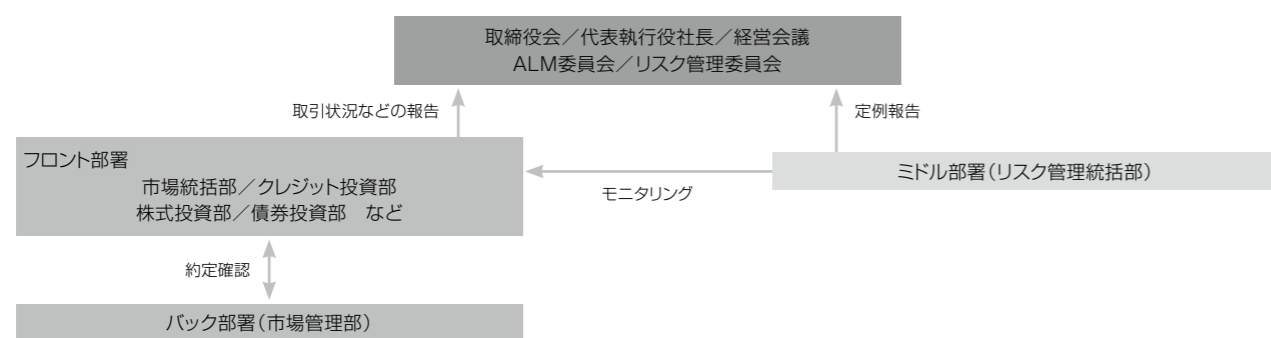 取締役会／代表執行役社長／経営会議
ALM委員会／リスク管理委員会
取引状況などの報告
定例報告
フロント部署
市場統括部／クレジット投資部
株式投資部／債券投資部　など
ミドル部署（リスク管理統括部）
モニタリング
約定確認
バック部署（市場管理部）